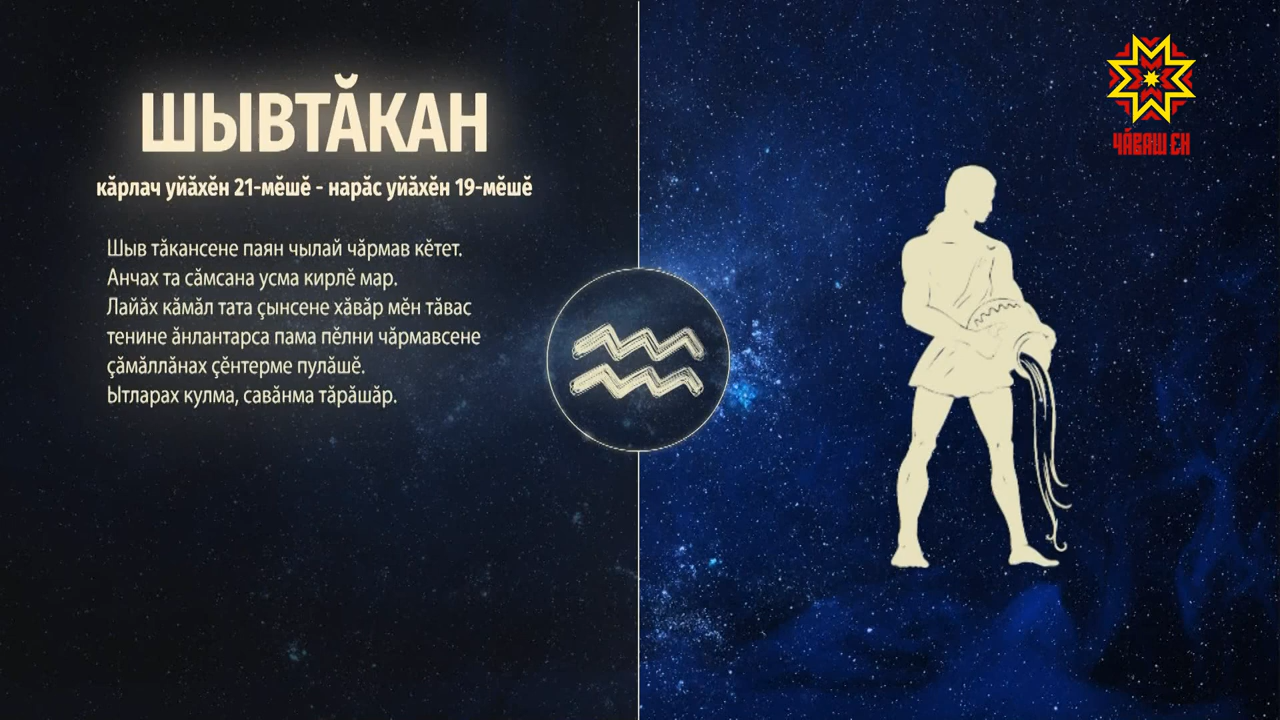 ШЫВТĂКАН
кăрлач уйăхĕн 21-мĕшĕ - нарăс уйăхĕн 19-мĕшĕ
Шыв тăкансене паян чылай чăрмав кĕтет.
Анчах та сăмсана усма кирлĕ мар.
Лайăх кăмăл тата çынсене хăвăр мĕн тăвас
тенине ăнлантарса пама пĕлни чăрмавсене
çăмăллăнах çĕнтерме пулăшĕ.
Ытларах кулма, савăнма тăрăшăр.
ЧĂВАШ ЕН